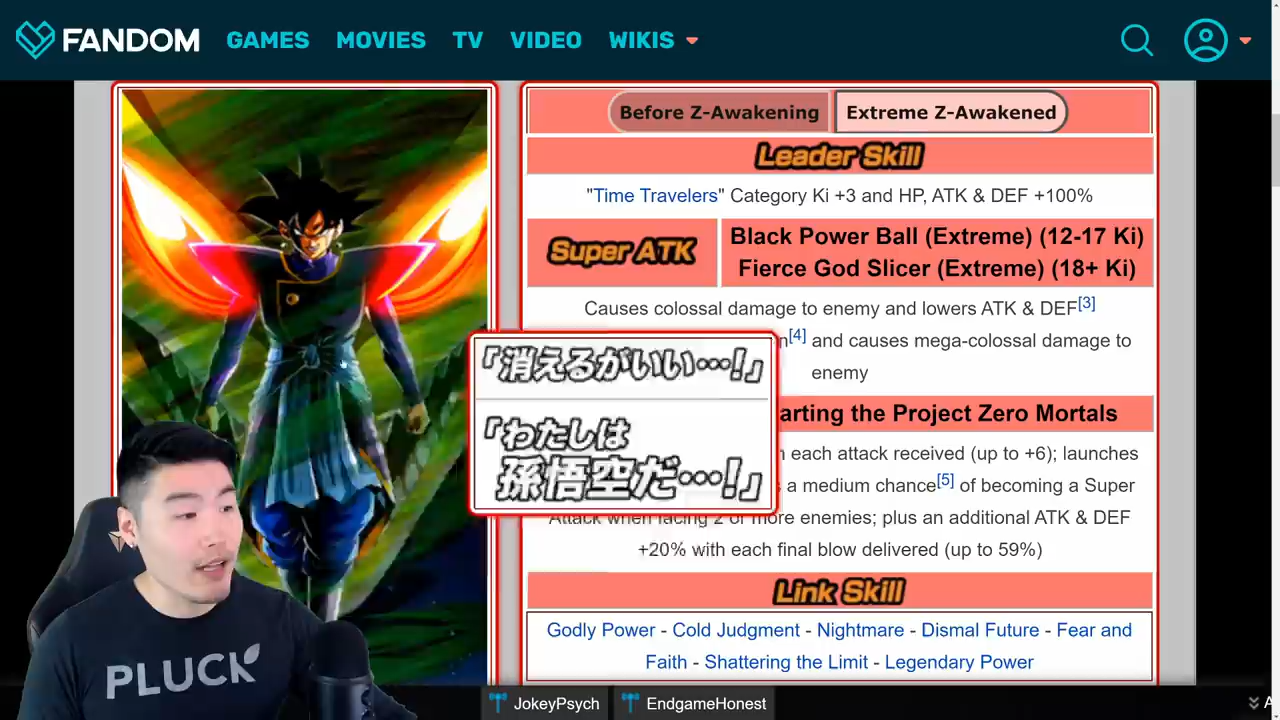 FANDOM GAMES MOVIES TV VIDEO WIKIS
Before Z-Awakening Extreme Z-Awakened
Leader Skill
"Time Travelers" Category Ki +3 and HP, ATK & DEF +100%
Super ATK
Black Power Ball (Extreme) (12-17 Ki)
Fierce God Slicer (Extreme) (18+ Ki)
Causes colossal damage to enemy and lowers ATK & DEF[3]
[4] and causes mega-colossal damage to
enemy
「消えるがいい…!」
「わたしは
孫悟空だ…!」
the Project Zero Mortals
each attack received (up to +6); launches
a medium chance[5] of becoming a Super
Attack when facing 2 or more enemies; plus an additional ATK & DEF
+20% with each final blow delivered (up to 59%)
Link Skill
Godly Power - Cold Judgment - Nightmare - Dismal Future - Fear and
Faith - Shattering the Limit - Legendary Power
PLUCK
JokeyPsych EndgameHonest